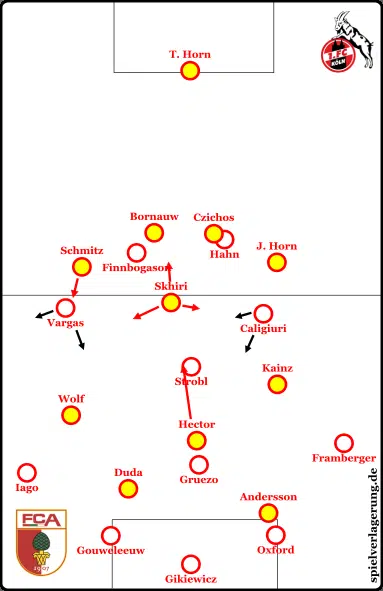 T. Horn
1.FC
KÖLN
Bornauw
Czichos
Schmitz
Finnbogason
Hahn
J. Horn
Skhiri
Vargas
Caligiuri
Strobl
Kainz
Wolf
Hector
Framberger
Gruezo
Duda
Iago
Andersson
FCA
1907
Gouweleeuw
Oxford
Gikiewicz
spielverlagerung.de